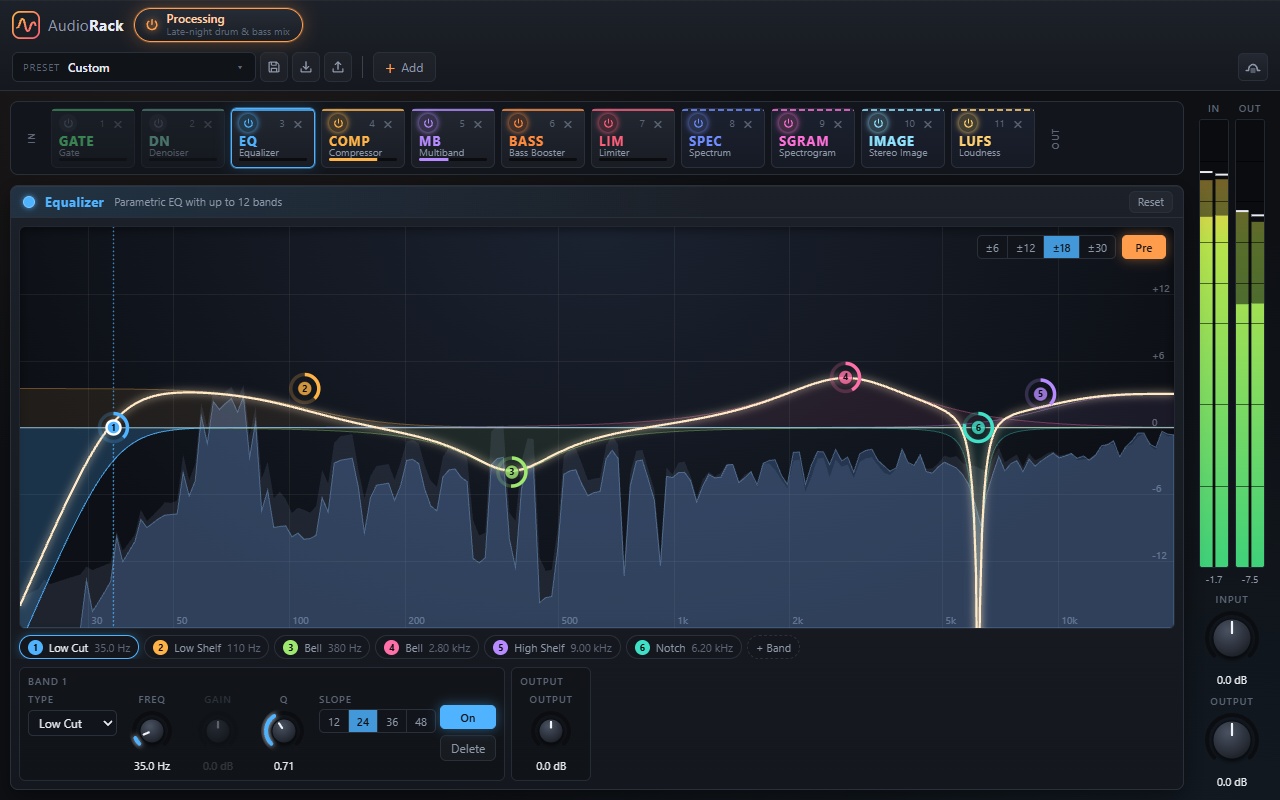 AudioRack
Processing
Late-night drum & bass mix
PRESET Custom
+ Add
IN
1
GATE
Gate
2
DN
Denoiser
3
EQ
Equalizer
4
COMP
Compressor
5
MB
Multiband
6
BASS
Bass Booster
7
LIM
Limiter
8
SPEC
Spectrum
9
SGRAM
Spectrogram
10
IMAGE
Stereo Image
11
LUFS
Loudness
OUT
IN OUT
Equalizer Parametric EQ with up to 12 bands
Reset
±6 ±12 ±18 ±30 Pre
+12
+6
0
-6
-12
1
2
3
4
5
6
30 50 100 200 500 1k 2k 5k 10k
-1.7 -7.5
1 Low Cut 35.0 Hz
2 Low Shelf 110 Hz
3 Bell 380 Hz
4 Bell 2.80 kHz
5 High Shelf 9.00 kHz
6 Notch 6.20 kHz
+ Band
BAND 1
TYPE FREQ GAIN Q SLOPE
Low Cut
12 24 36 48
On
Delete
35.0 Hz 0.0 dB 0.71
OUTPUT
OUTPUT
0.0 dB
INPUT
0.0 dB
OUTPUT
0.0 dB